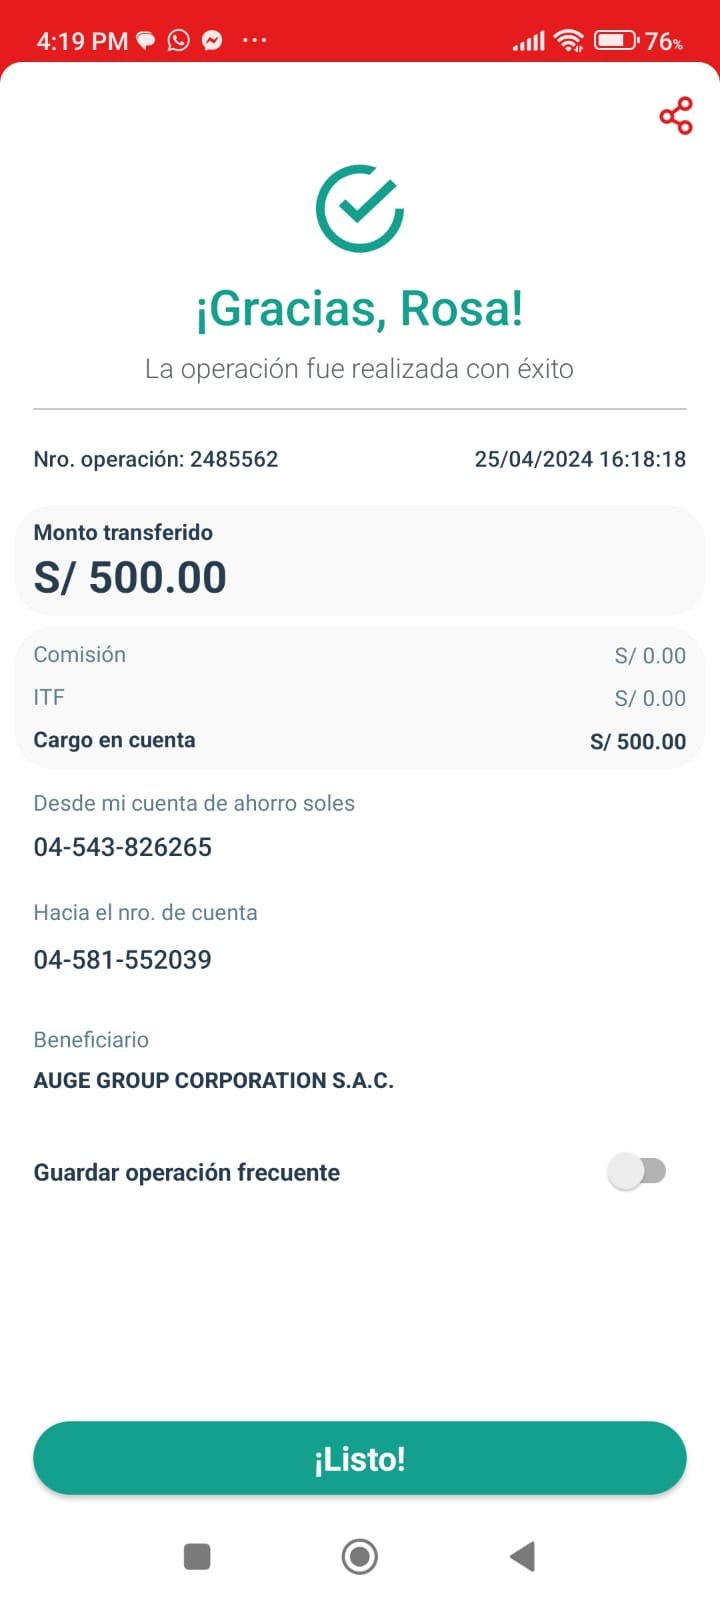 4:19 PM
76%
¡Gracias, Rosa!
La operación fue realizada con éxito
Nro. operación: 2485562 25/04/2024 16:18:18
Monto transferido
S/ 500.00
Comisión S/ 0.00
ITF S/ 0.00
Cargo en cuenta S/ 500.00
Desde mi cuenta de ahorro soles
04-543-826265
Hacia el nro. de cuenta
04-581-552039
Beneficiario
AUGE GROUP CORPORATION S.A.C.
Guardar operación frecuente
¡Listo!